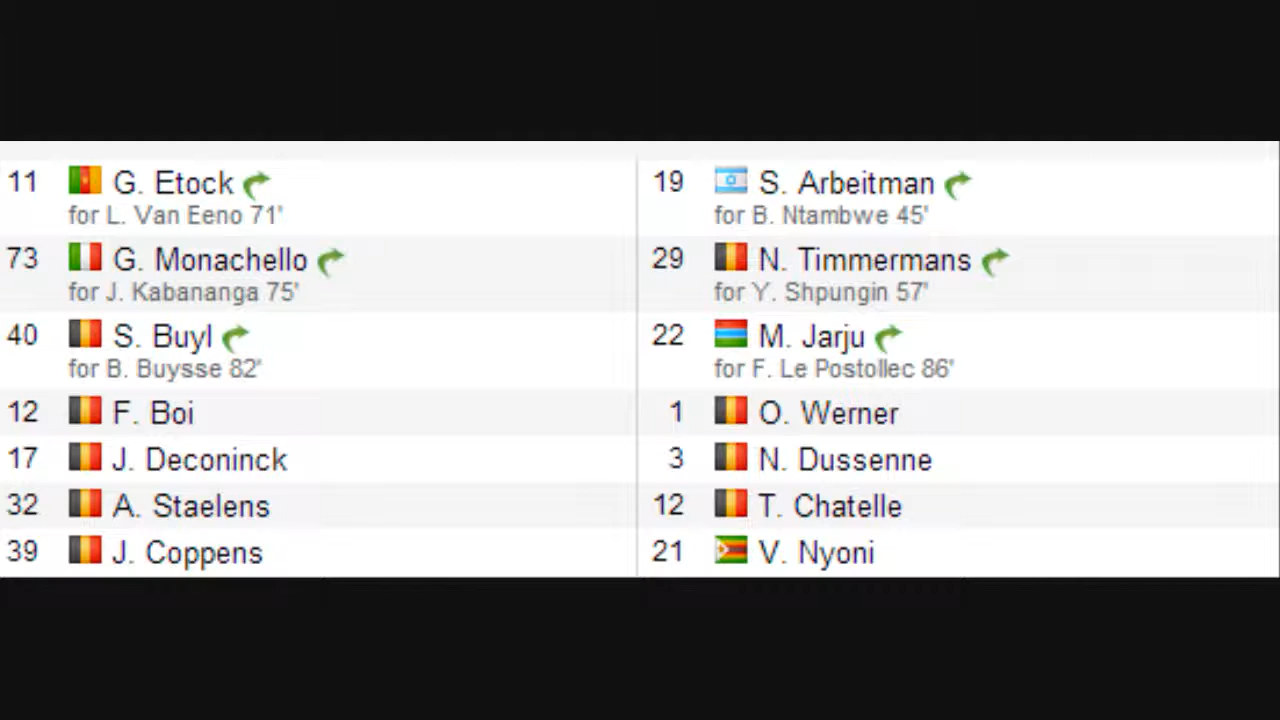 11 G. Etock
for L. Van Eeno 71'
73 G. Monachello
for J. Kabananga 75'
40 S. Buyl
for B. Buysse 82'
12 F. Boi
17 J. Deconinck
32 A. Staelens
39 J. Coppens
19 S. Arbeitman
for B. Ntambwe 45'
29 N. Timmermans
for Y. Shpungin 57'
22 M. Jarju
for F. Le Postollec 86'
1 O. Werner
3 N. Dussenne
12 T. Chatelle
21 V. Nyoni